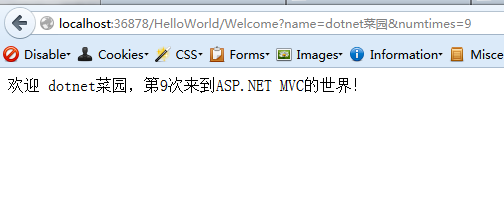 localhost:36878/HelloWorld/Welcome?name=dotnet菜园&numtimes=9
Disable▾ Cookies▾ CSS▾ Forms▾ Images▾ Information▾ Misce
欢迎 dotnet菜园，第9次来到ASP.NET MVC的世界！